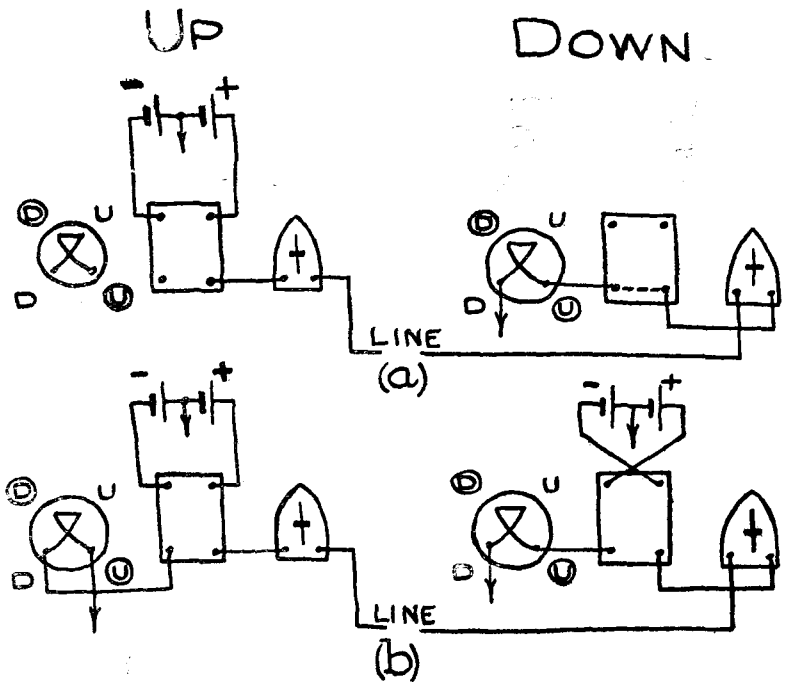 UP DOWN
- +
D U D U
D U D U
LINE
(a)
- + - +
D U D U
D U D U
LINE
(b)